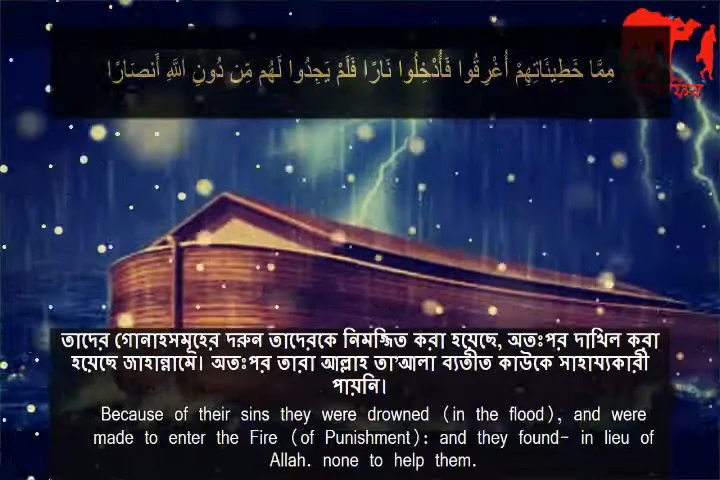 مِمَّا خَطِيئَاتِهِمْ أُغْرِقُوا فَأُدْخِلُوا نَارًا فَلَمْ يَجِدُوا لَهُم مِّن دُونِ اللَّهِ أَنصَارًا
তাদের গোনাহসমূহের দরুন তাদেরকে নিমজ্জিত করা হয়েছে, অতঃপর দাখিল করা
হয়েছে জাহান্নামে। অতঃপর তারা আল্লাহ তা'আলা ব্যতীত কাউকে সাহায্যকারী
পায়নি।
Because of their sins they were drowned (in the flood), and were
made to enter the Fire (of Punishment): and they found- in lieu of
Allah. none to help them.